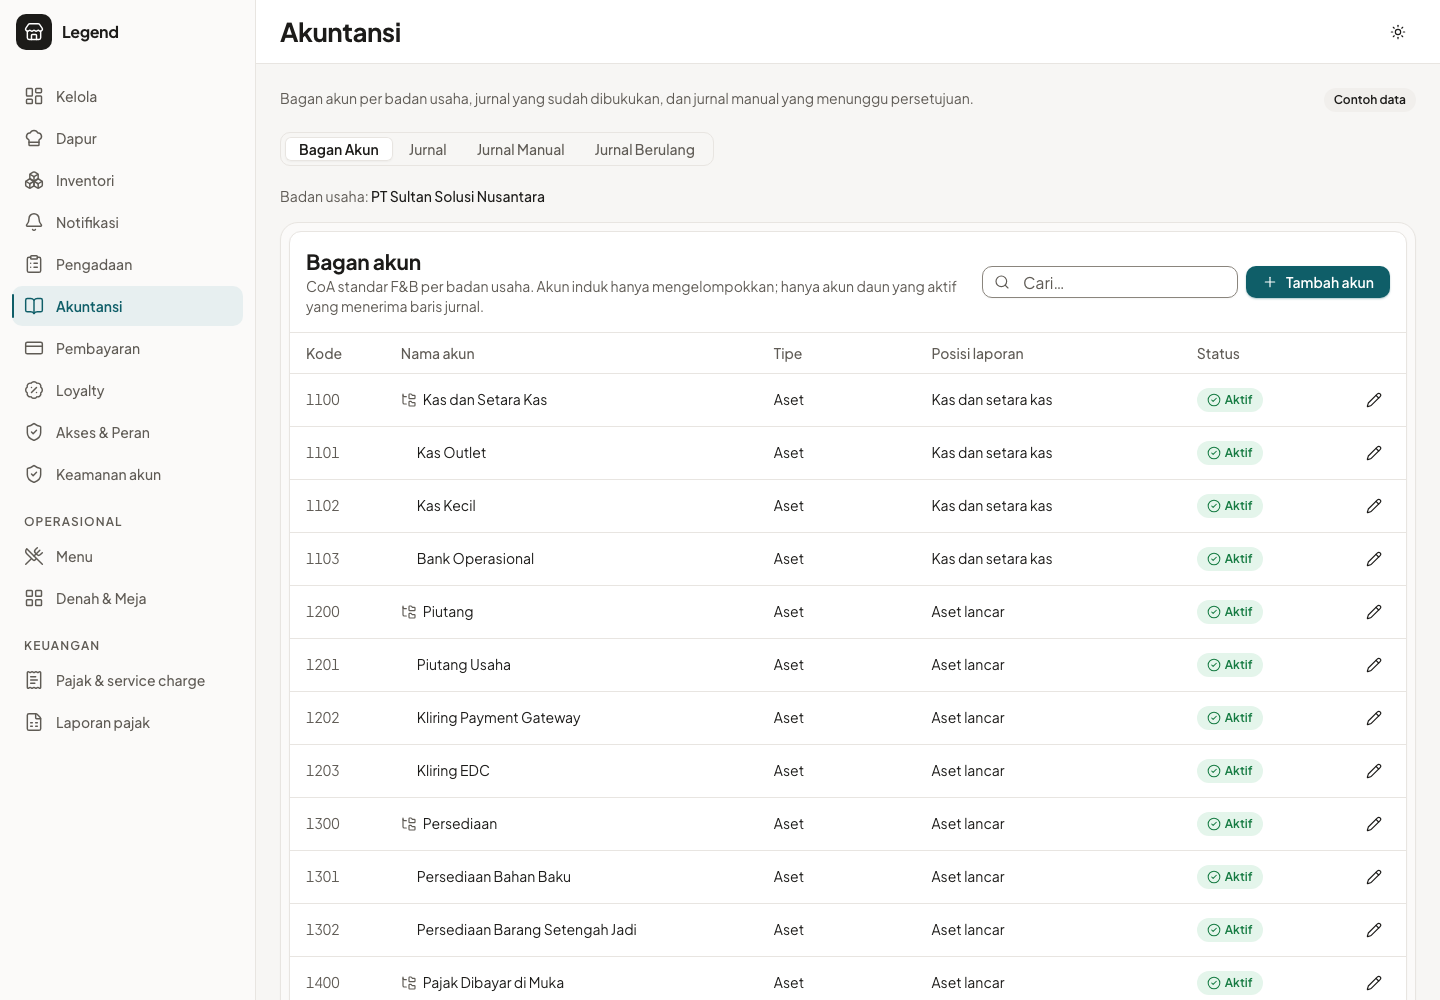 Legend
Akuntansi
Kelola
Dapur
Inventori
Notifikasi
Pengadaan
Akuntansi
Pembayaran
Loyalty
Akses & Peran
Keamanan akun
OPERASIONAL
Menu
Denah & Meja
KEUANGAN
Pajak & service charge
Laporan pajak
Bagan akun per badan usaha, jurnal yang sudah dibukukan, dan jurnal manual yang menunggu persetujuan.
Contoh data
Bagan Akun Jurnal Jurnal Manual Jurnal Berulang
Badan usaha: PT Sultan Solusi Nusantara
Bagan akun
CoA standar F&B per badan usaha. Akun induk hanya mengelompokkan; hanya akun daun yang aktif
yang menerima baris jurnal.
Cari...
Tambah akun
Kode Nama akun Tipe Posisi laporan Status
1100 Kas dan Setara Kas Aset Kas dan setara kas Aktif
1101 Kas Outlet Aset Kas dan setara kas Aktif
1102 Kas Kecil Aset Kas dan setara kas Aktif
1103 Bank Operasional Aset Kas dan setara kas Aktif
1200 Piutang Aset Aset lancar Aktif
1201 Piutang Usaha Aset Aset lancar Aktif
1202 Kliring Payment Gateway Aset Aset lancar Aktif
1203 Kliring EDC Aset Aset lancar Aktif
1300 Persediaan Aset Aset lancar Aktif
1301 Persediaan Bahan Baku Aset Aset lancar Aktif
1302 Persediaan Barang Setengah Jadi Aset Aset lancar Aktif
1400 Pajak Dibayar di Muka Aset Aset lancar Aktif